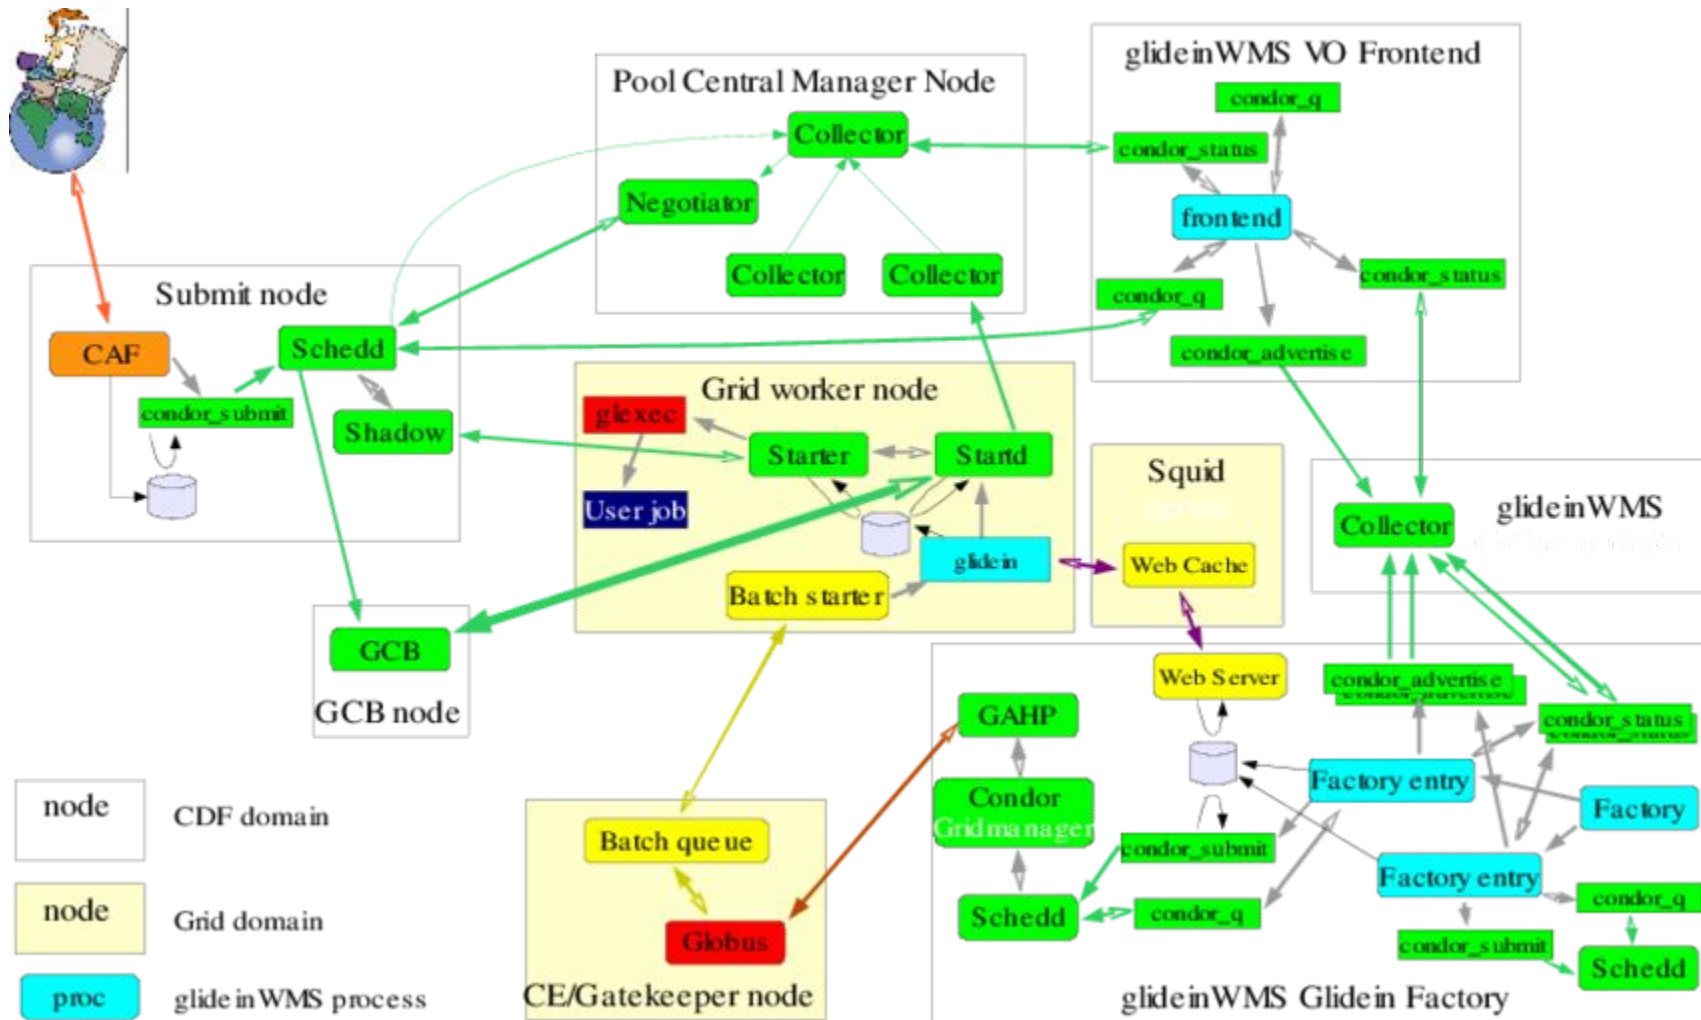 glideinWMS VO Frontend
condor_q
condor_status
frontend
condor_status
condor_q
condor_advertise
Pool Central Manager Node
Collector
Negotiator
Collector
Collector
Submit node
CAF
Schedd
condor_submit
Shadow
Grid worker node
glexec
Starter
Startd
User job
glidein
Batch starter
Squid
Web Cache
Collector
glideinWMS
GCB
GCB node
Web Server
condor_advertise
condor_advertise
condor_status
condor_status
GAHP
Factory entry
Factory
Condor
Gridmanager
condor_submit
Factory entry
Schedd
condor_q
condor_q
condor_submit
Schedd
glideinWMS Glidein Factory
Batch queue
Globus
CE/Gatekeeper node
node
CDF domain
node
Grid domain
proc
glideinWMS process